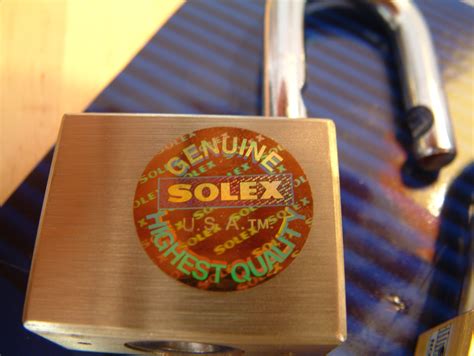 GENUINE
SOLEX
U.S.A. TM.
HIGHEST QUALITY